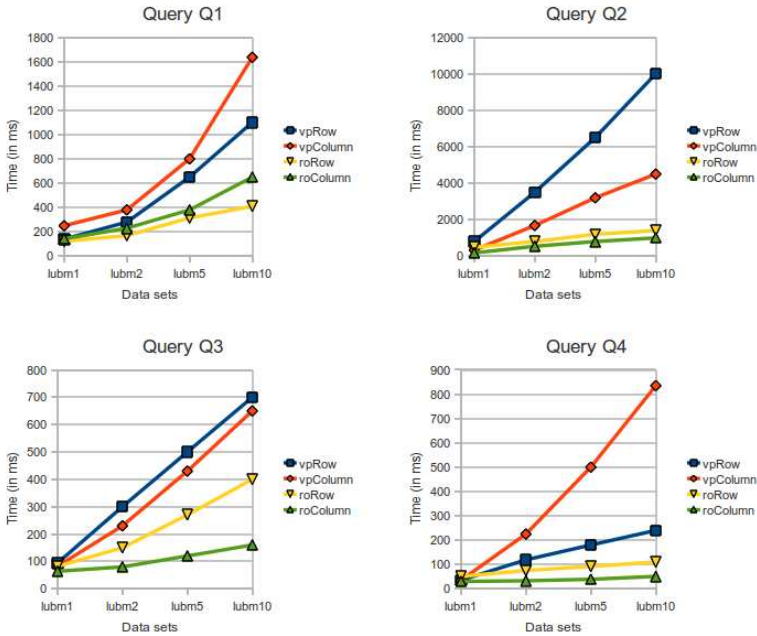 Query Q1
1800
1600
1400
1200
1000
800
600
400
200
0
Time (in ms)
lubm1 lubm2 lubm5 lubm10
Data sets
vpRow
vpColumn
roRow
roColumn
Query Q2
12000
10000
8000
6000
4000
2000
0
Time (in ms)
lubm1 lubm2 lubm5 lubm10
Data sets
vpRow
vpColumn
roRow
roColumn
Query Q3
800
700
600
500
400
300
200
100
0
Time (in ms)
lubm1 lubm2 lubm5 lubm10
Data sets
vpRow
vpColumn
roRow
roColumn
Query Q4
900
800
700
600
500
400
300
200
100
0
Time (in ms)
lubm1 lubm2 lubm5 lubm10
Data sets
vpRow
vpColumn
roRow
roColumn